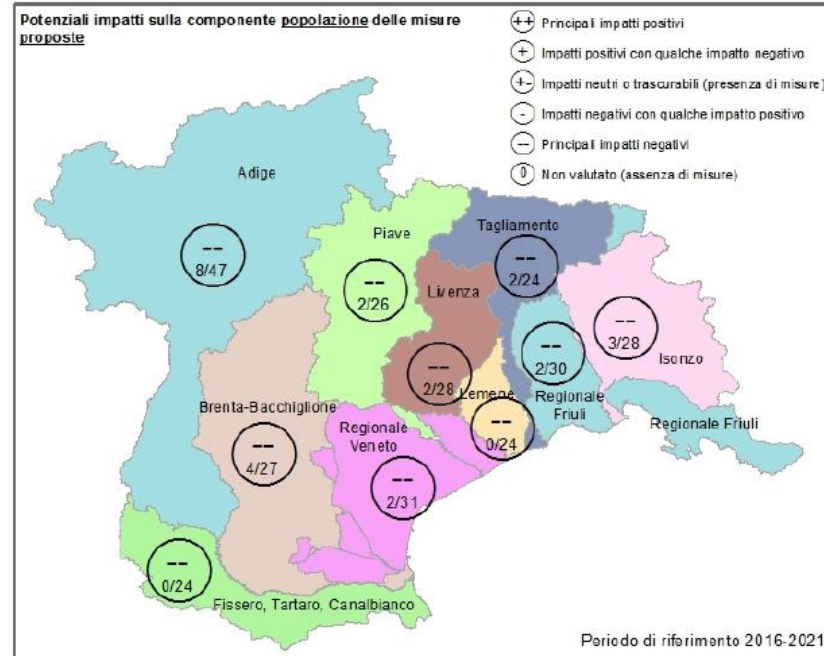 Potenziali impatti sulla componente popolazione delle misure
proposte
++ Principali impatti positivi
+ Impatti positivi con qualche impatto negativo
+- Impatti neutri o trascurabili (presenza di misure)
- Impatti negativi con qualche impatto positivo
-- Principali impatti negativi
0 Non valutato (assenza di misure)
Adige
--
8/47
Piave
--
2/26
Tagliamento
--
2/24
Livenza
--
2/28
Lemene
--
0/24
--
2/30
Regionale
Friuli
--
3/28
Isonzo
Regionale Friuli
Brenta-Bacchiglione
--
4/27
Regionale
Veneto
--
2/31
--
0/24
Fissero, Tartaro, Canalbianco
Periodo di riferimento 2016-2021